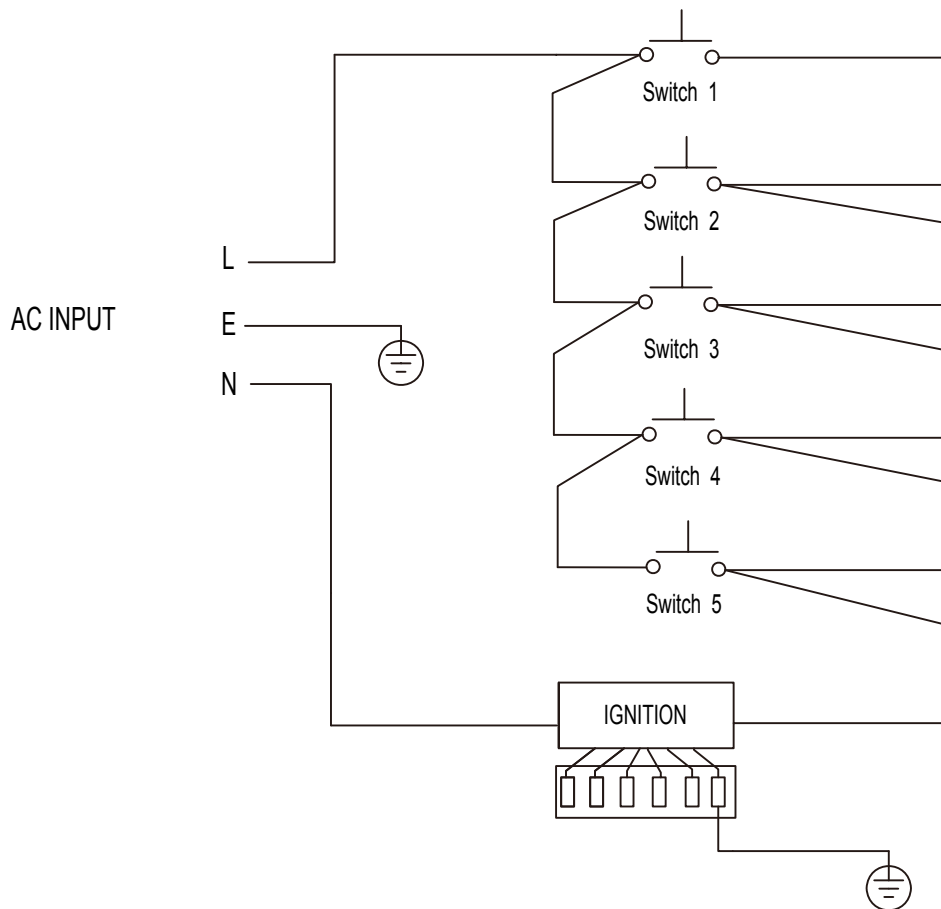 Switch 1
Switch 2
L
AC INPUT
E
Switch 3
N
Switch 4
Switch 5
IGNITION